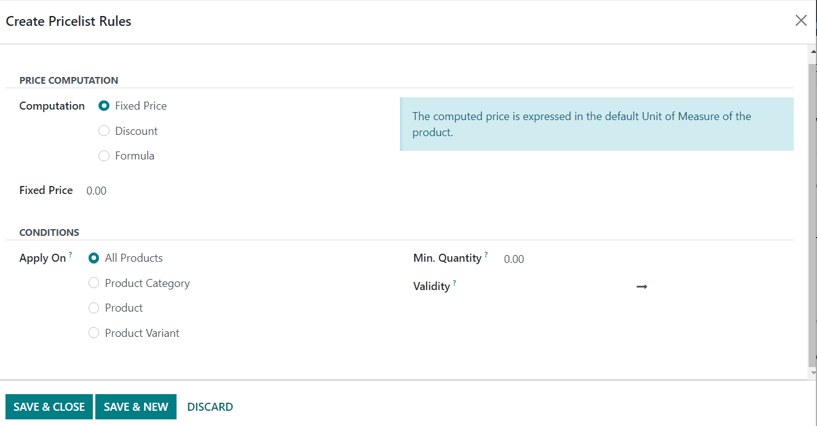 Create Pricelist Rules
PRICE COMPUTATION
Computation Fixed Price
Discount
Formula
The computed price is expressed in the default Unit of Measure of the
product.
Fixed Price 0.00
CONDITIONS
Apply On ? All Products
Product Category
Product
Product Variant
Min. Quantity ? 0.00
Validity ?
SAVE & CLOSE SAVE & NEW DISCARD